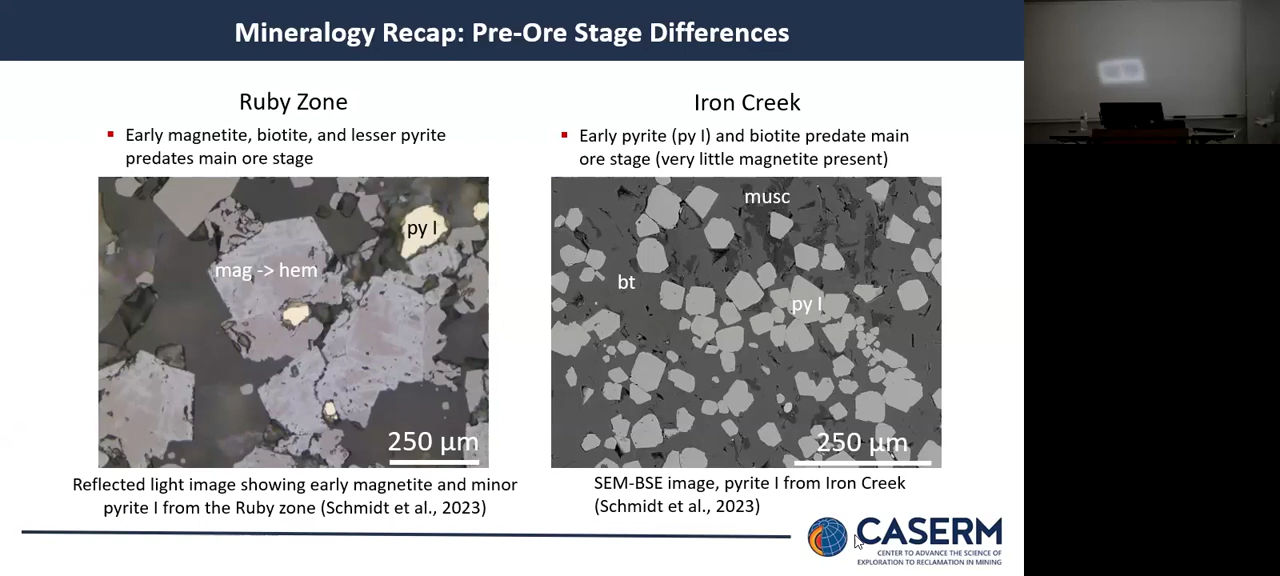 Mineralogy Recap: Pre-Ore Stage Differences
Ruby Zone
Early magnetite, biotite, and lesser pyrite
predates main ore stage
mag -> hem
py I
250 µm
Reflected light image showing early magnetite and minor
pyrite I from the Ruby zone (Schmidt et al., 2023)
Iron Creek
Early pyrite (py I) and biotite predate main
ore stage (very little magnetite present)
musc
bt
py I
250 µm
SEM-BSE image, pyrite I from Iron Creek
(Schmidt et al., 2023)
CASERM
CENTER TO ADVANCE THE SCIENCE OF
EXPLORATION TO RECLAMATION IN MINING